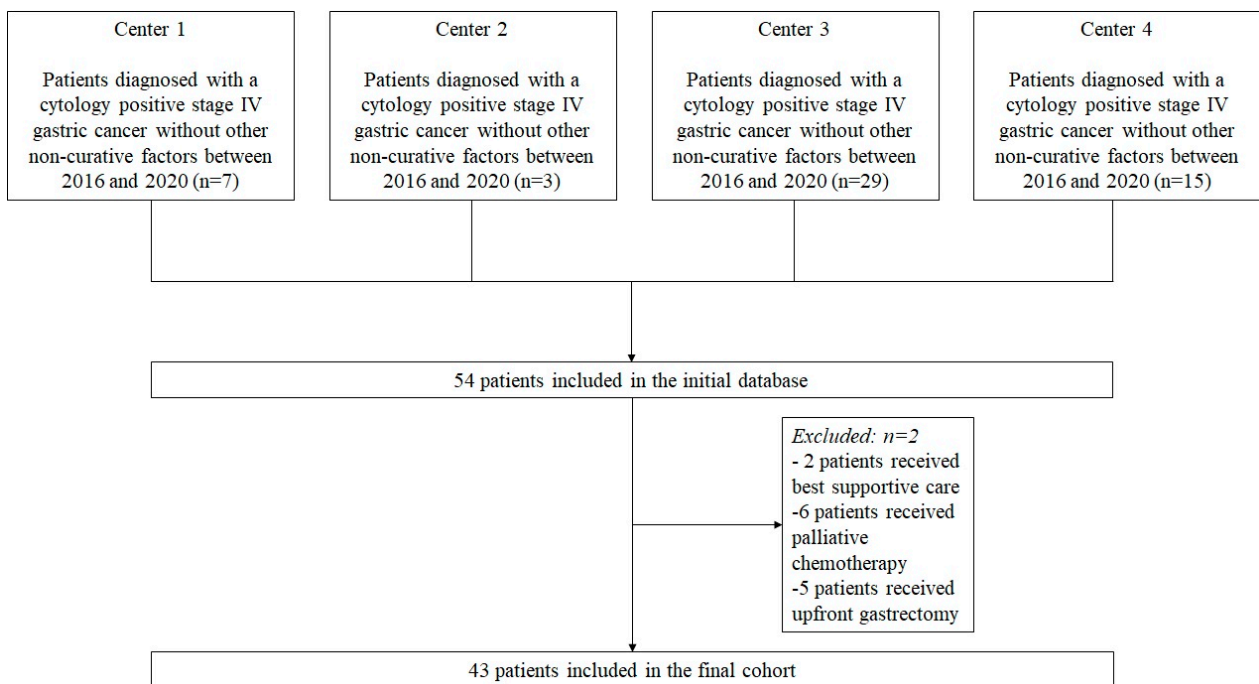 Center 1
Patients diagnosed with a
cytology positive stage IV
gastric cancer without other
non-curative factors between
2016 and 2020 (n=7)
Center 2
Patients diagnosed with a
cytology positive stage IV
gastric cancer without other
non-curative factors between
2016 and 2020 (n=3)
Center 3
Patients diagnosed with a
cytology positive stage IV
gastric cancer without other
non-curative factors between
2016 and 2020 (n=29)
Center 4
Patients diagnosed with a
cytology positive stage IV
gastric cancer without other
non-curative factors between
2016 and 2020 (n=15)
54 patients included in the initial database
Excluded: n=2
- 2 patients received
best supportive care
-6 patients received
palliative
chemotherapy
-5 patients received
upfront gastrectomy
43 patients included in the final cohort